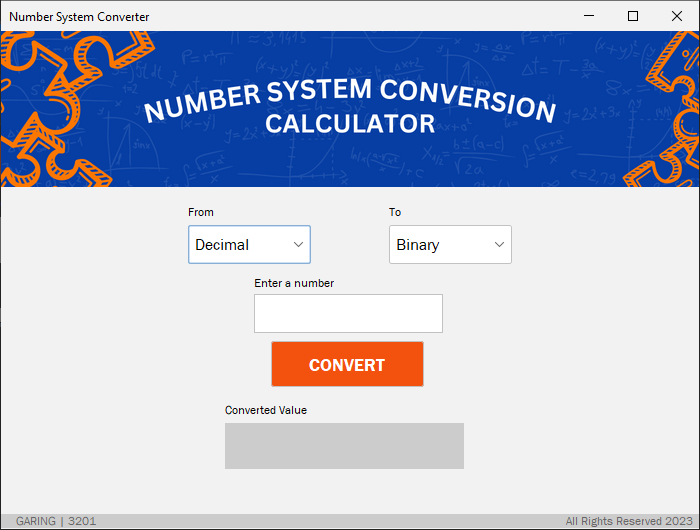 Number System Converter
NUMBER SYSTEM CONVERSION
CALCULATOR
From
To
Decimal
Binary
Enter a number
CONVERT
Converted Value
GARING | 3201
All Rights Reserved 2023